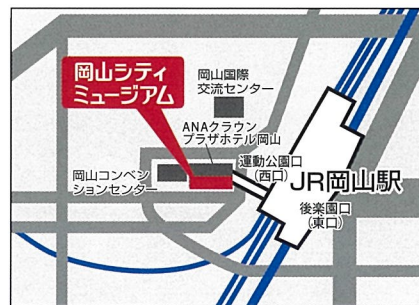 岡山シティ
ミュージアム
岡山国際
交流センター
ANAクラウン
プラザホテル岡山
岡山コンベン
ションセンター
運動公園口
(西口)
JR岡山駅
後楽園口
(東口)